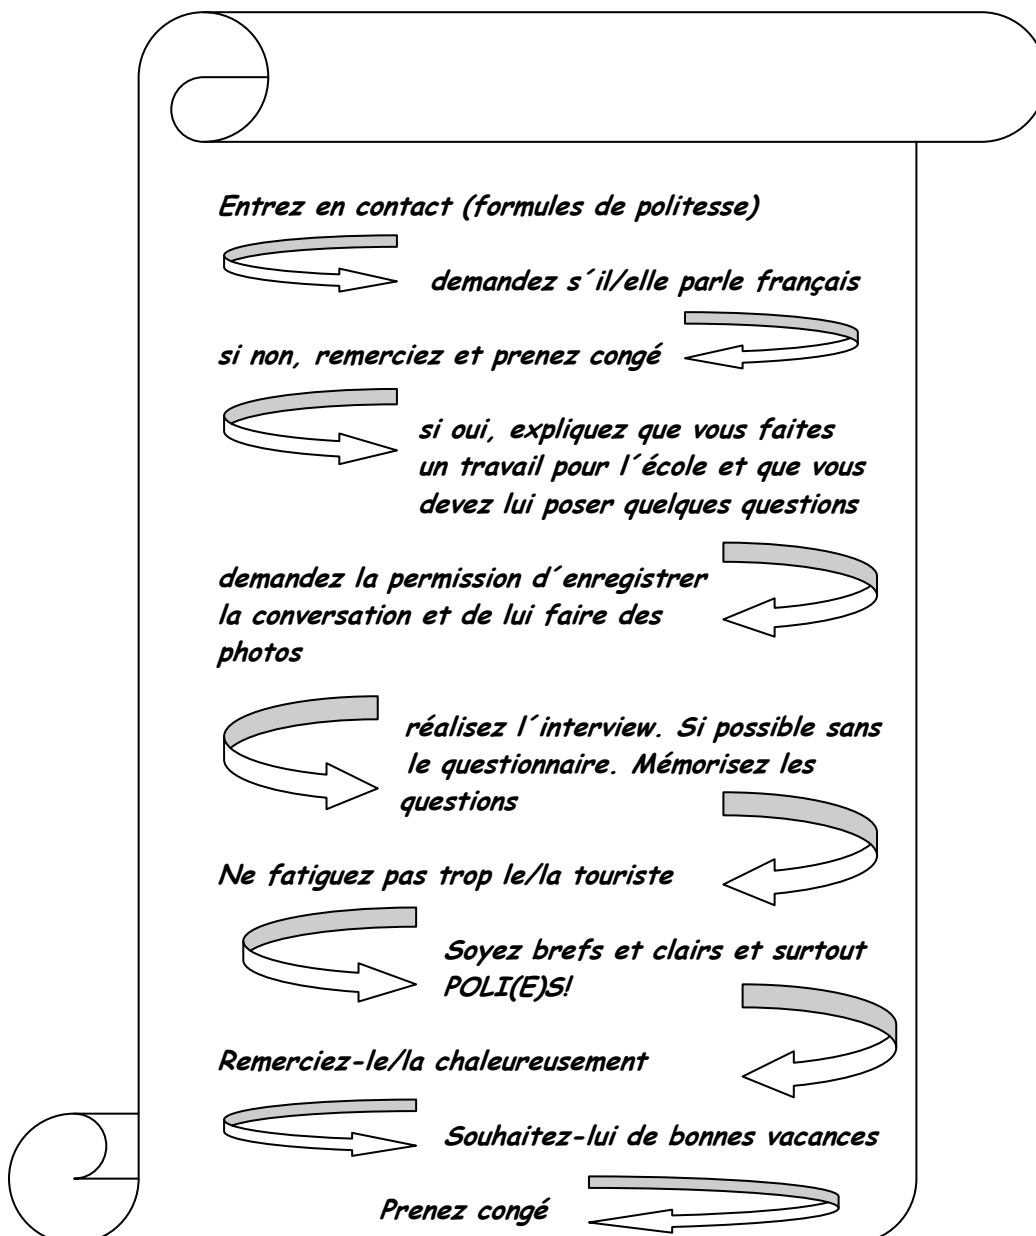 Entrez en contact (formules de politesse)
demandez s´il/elle parle français
si non, remerciez et prenez congé
si oui, expliquez que vous faites
un travail pour l´école et que vous
devez lui poser quelques questions
demandez la permission d´enregistrer
la conversation et de lui faire des
photos
réalisez l´interview. Si possible sans
le questionnaire. Mémorisez les
questions
Ne fatiguez pas trop le/la touriste
Soyez brefs et clairs et surtout
POLI(E)S!
Remerciez-le/la chaleureusement
Souhaitez-lui de bonnes vacances
Prenez congé